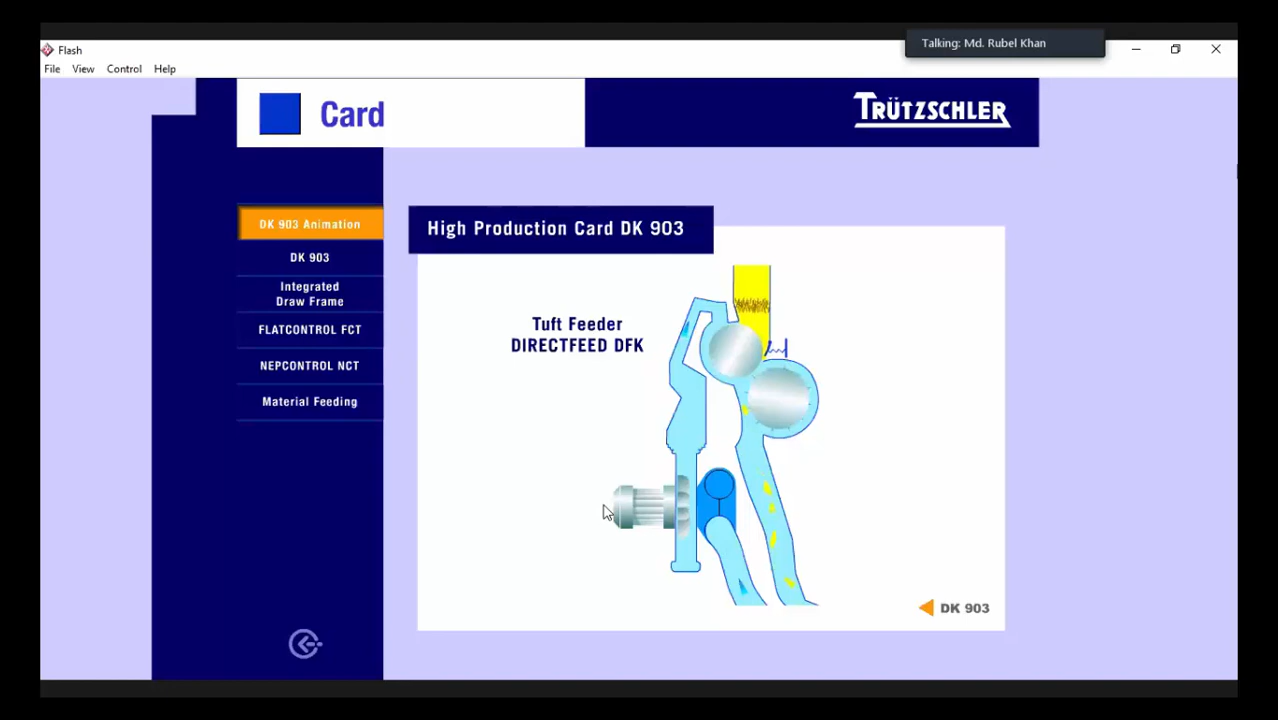 Talking: Md. Rubel Khan
Flash
File View Control Help
Card
TRÜTZSCHLER
DK 903 Animation
DK 903
Integrated
Draw Frame
FLATCONTROL FCT
NEPCONTROL NCT
Material Feeding
High Production Card DK 903
Tuft Feeder
DIRECTFEED DFK
DK 903